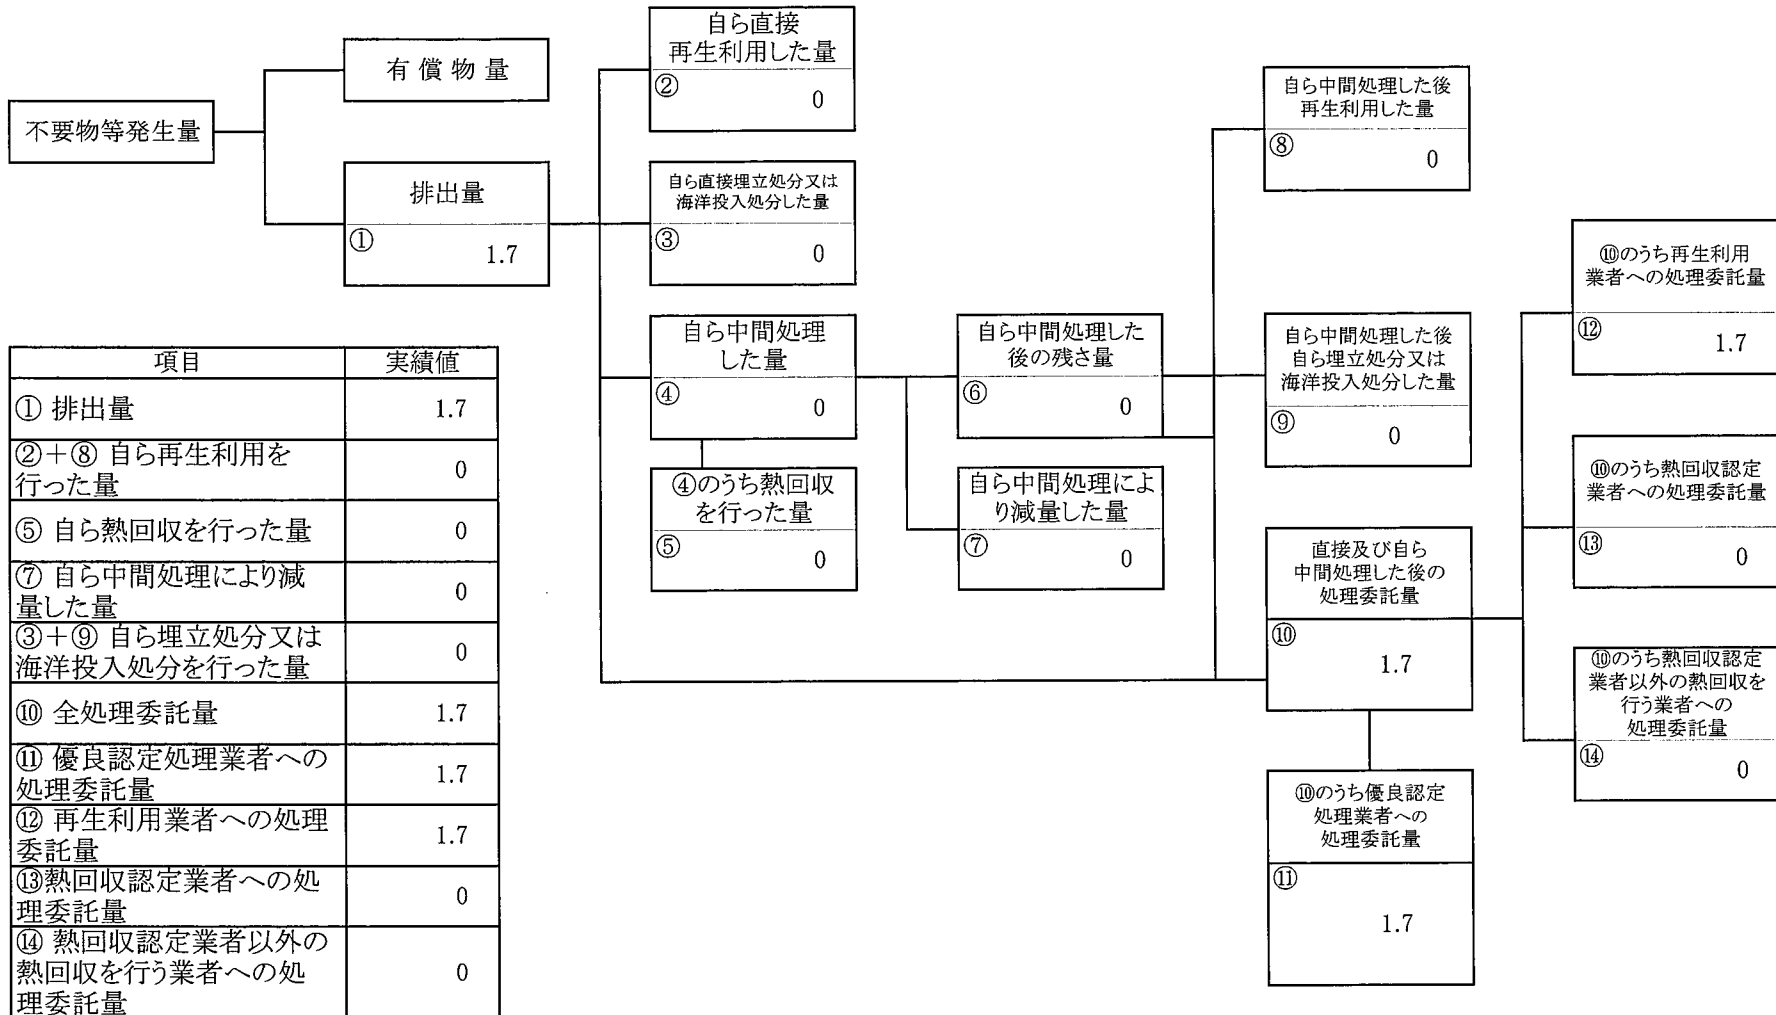 不要物等発生量
有償物量
排出量
①
1.7
自ら直接
再生利用した量
②
0
自ら直接埋立処分又は
海洋投入処分した量
③
0
自ら中間処理
した量
④
0
④のうち熱回収
を行った量
⑤
0
自ら中間処理した
後の残さ量
⑥
0
自ら中間処理によ
り減量した量
⑦
0
自ら中間処理した後
再生利用した量
⑧
0
自ら中間処理した後
自ら埋立処分又は
海洋投入処分した量
⑨
0
直接及び自ら
中間処理した後の
処理委託量
⑩
1.7
⑩のうち優良認定
処理業者への
処理委託量
⑪
1.7
⑩のうち再生利用
業者への処理委託量
⑫
1.7
⑩のうち熱回収認定
業者への処理委託量
⑬
0
⑩のうち熱回収認定
業者以外の熱回収を
行う業者への
処理委託量
⑭
0
項目 実績値
① 排出量 1.7
②+⑧ 自ら再生利用を
行った量 0
⑤ 自ら熱回収を行った量 0
⑦ 自ら中間処理により減
量した量 0
③+⑨ 自ら埋立処分又は
海洋投入処分を行った量 0
⑩ 全処理委託量 1.7
⑪ 優良認定処理業者への
処理委託量 1.7
⑫ 再生利用業者への処理
委託量 1.7
⑬熱回収認定業者への処
理委託量 0
⑭ 熱回収認定業者以外の
熱回収を行う業者への処
理委託量 0